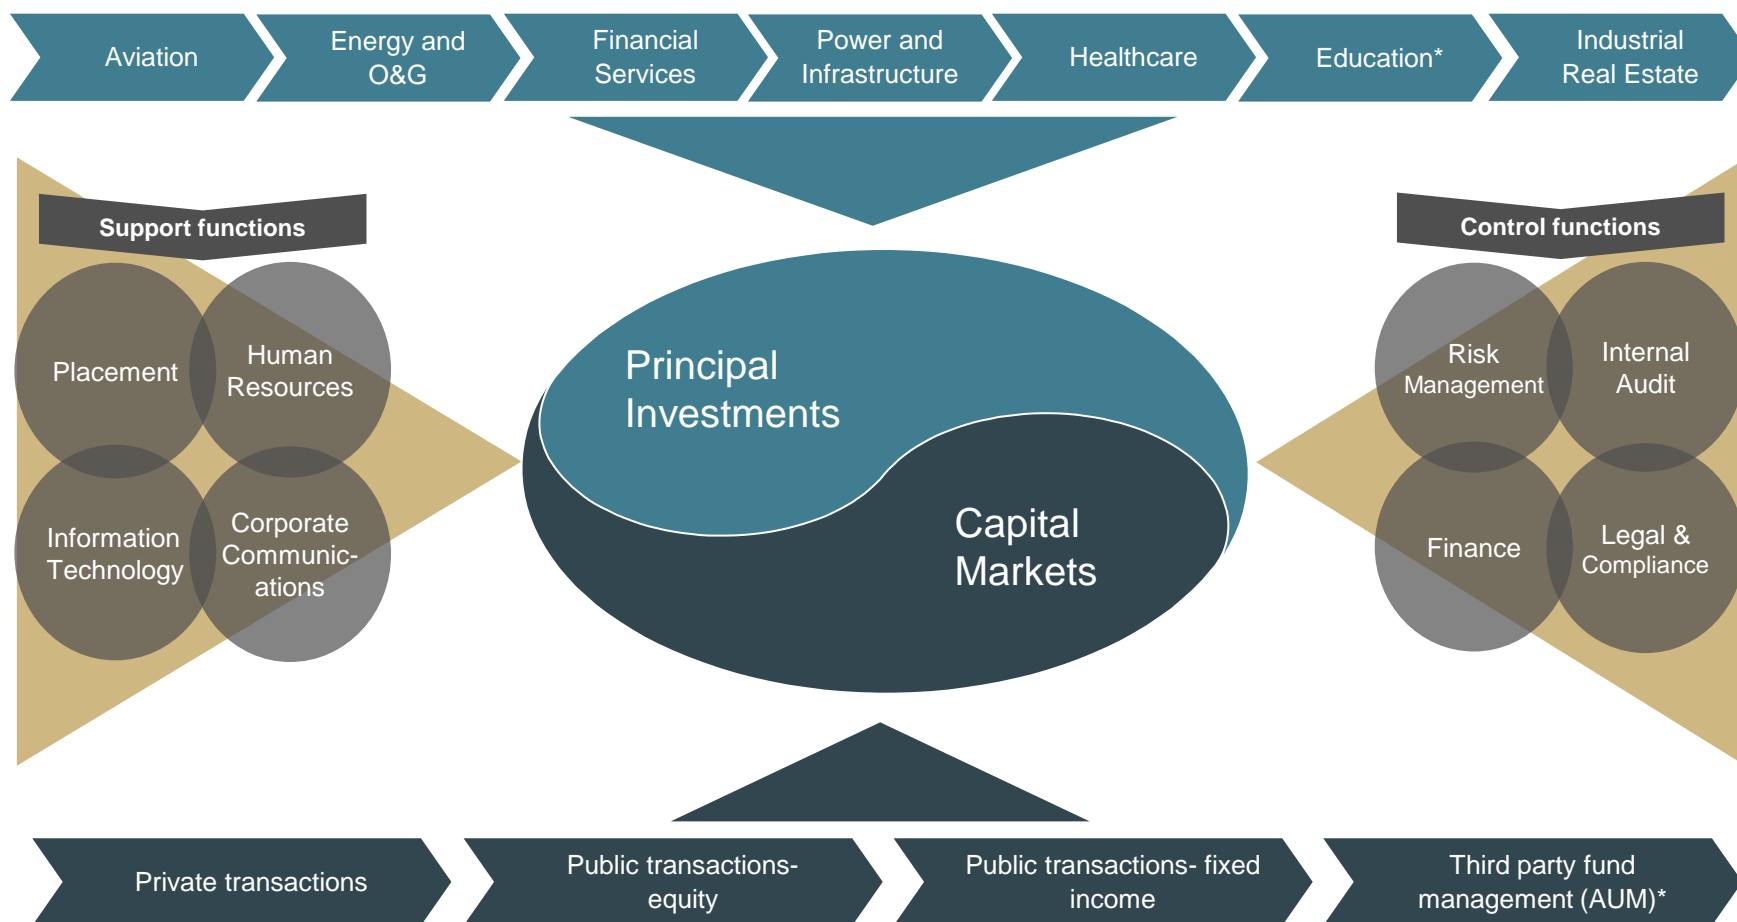 Aviation
Energy and
O&G
Financial
Services
Power and
Infrastructure
Healthcare
Education*
Industrial
Real Estate
Support functions
Placement
Human
Resources
Information
Technology
Corporate
Communic-
ations
Principal
Investments
Capital
Markets
Control functions
Risk
Management
Internal
Audit
Finance
Legal &
Compliance
Private transactions
Public transactions-
equity
Public transactions- fixed
income
Third party fund
management (AUM)*